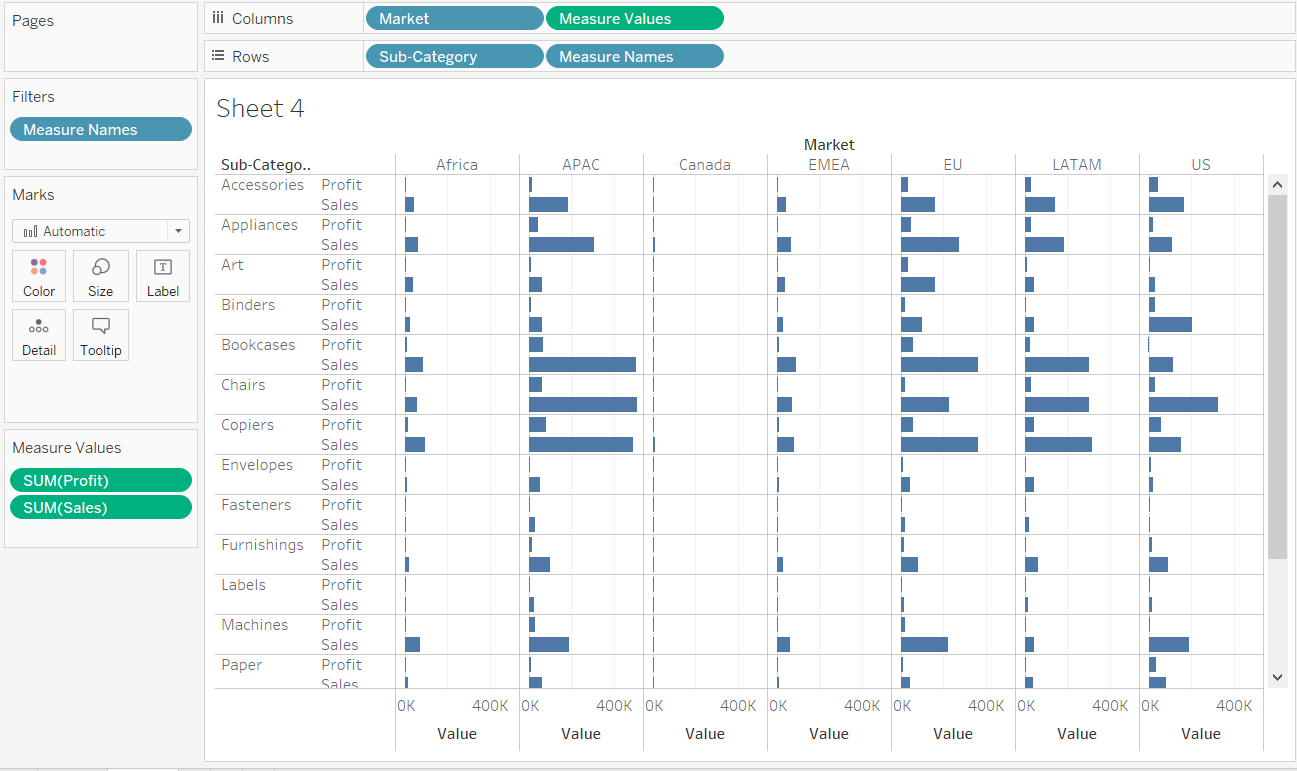 Pages
Columns Market Measure Values
Rows Sub-Category Measure Names
Filters
Measure Names
Marks
Automatic
Color Size Label
Detail Tooltip
Measure Values
SUM(Profit)
SUM(Sales)
Sheet 4
Market
Sub-Catego.. Africa APAC Canada EMEA EU LATAM US
Accessories Profit
Sales
Appliances Profit
Sales
Art Profit
Sales
Binders Profit
Sales
Bookcases Profit
Sales
Chairs Profit
Sales
Copiers Profit
Sales
Envelopes Profit
Sales
Fasteners Profit
Sales
Furnishings Profit
Sales
Labels Profit
Sales
Machines Profit
Sales
Paper Profit
Sales
0K 400K 0K 400K 0K 400K 0K 400K 0K 400K 0K 400K 0K 400K
Value Value Value Value Value Value Value